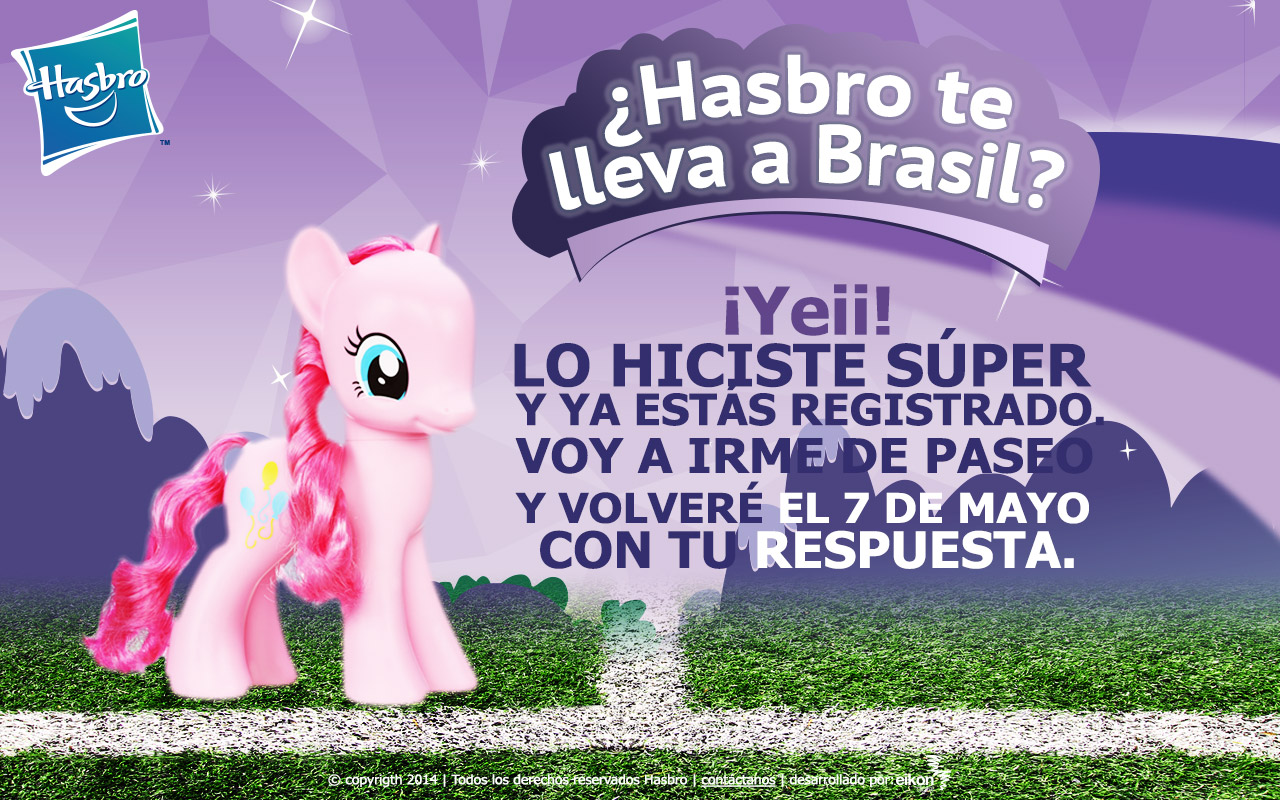 Hasbro
TM
¿Hasbro te
lleva a Brasil?
¡Yeii!
LO HICISTE SÚPER
Y YA ESTÁS REGISTRADO.
VOY A IRME DE PASEO
Y VOLVERÉ EL 7 DE MAYO
CON TU RESPUESTA.
© copyrigth 2014 | Todos los derechos reservados Hasbro | contáctanos | desarrollado por: eikon